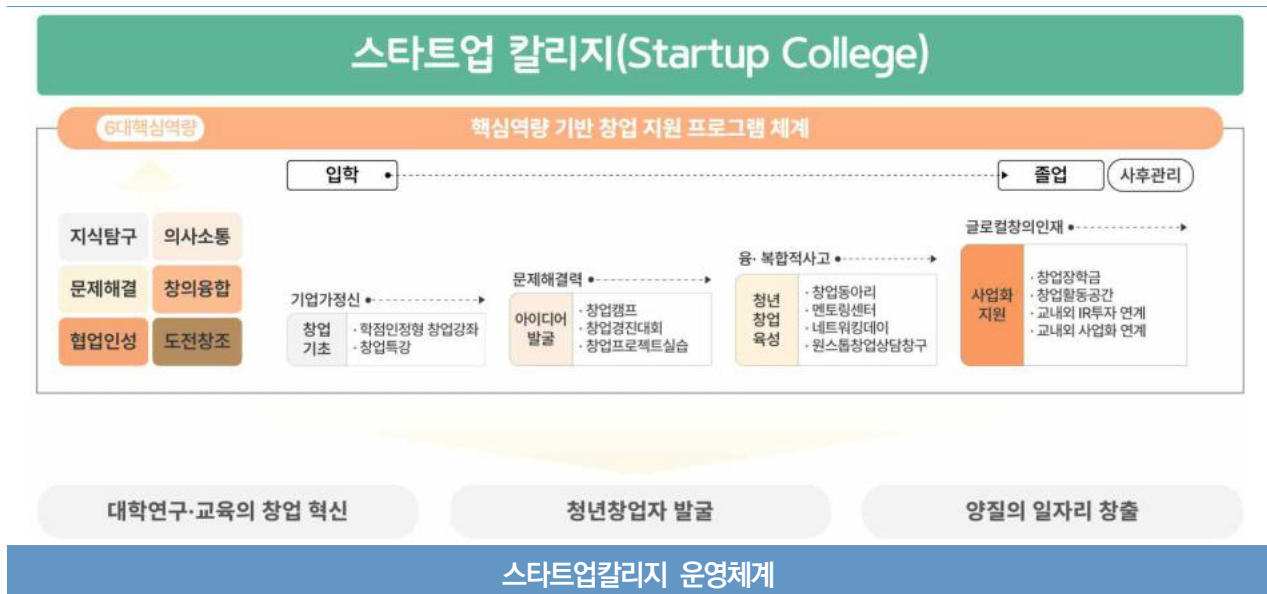 스타트업 칼리지(Startup College)
6대핵심역량
핵심역량 기반 창업 지원 프로그램 체계
입학
졸업
사후관리
지식탐구
의사소통
문제해결
창의융합
협업인성
도전창조
기업가정신
창업
기초
· 학점인정형 창업강좌
· 창업특강
문제해결력
아이디어
발굴
· 창업캠프
· 창업경진대회
· 창업프로젝트실습
융· 복합적사고
청년
창업
육성
· 창업동아리
· 멘토링센터
· 네트워킹데이
· 원스톱창업상담창구
글로컬창의인재
사업화
지원
· 창업장학금
· 창업활동공간
· 교내외 IR투자 연계
· 교내외 사업화 연계
대학연구·교육의 창업 혁신
청년창업자 발굴
양질의 일자리 창출
스타트업칼리지 운영체계